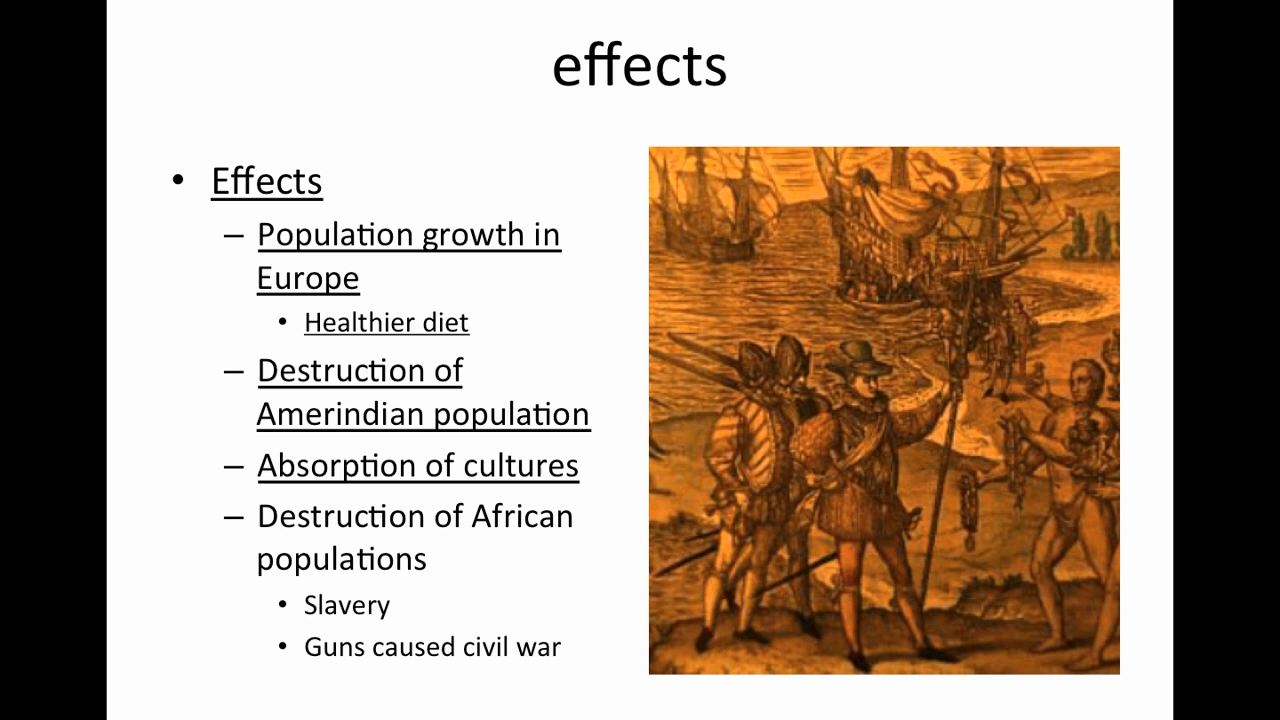 effects
• Effects
– Population growth in
Europe
• Healthier diet
– Destruction of
Amerindian population
– Absorption of cultures
– Destruction of African
populations
• Slavery
• Guns caused civil war